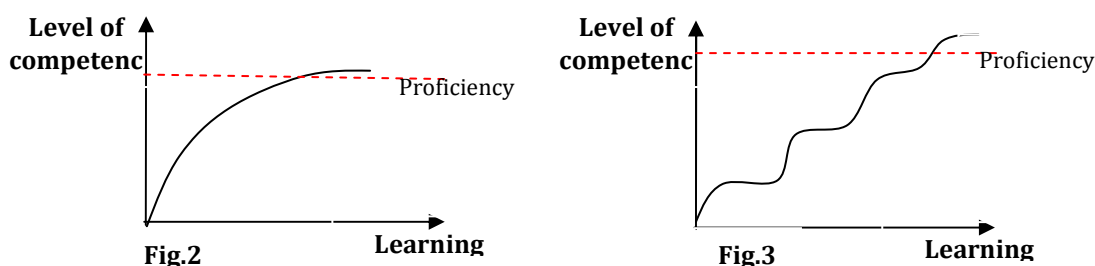 Level of
competenc
Proficiency
Learning
Fig.2
Level of
competenc
Proficiency
Learning
Fig.3